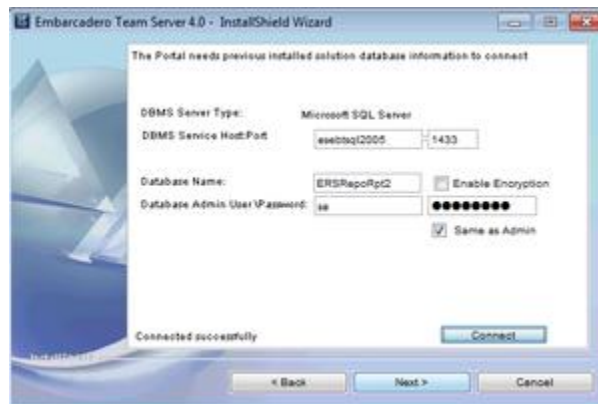 Embarcadero Team Server 4.0 - InstallShield Wizard
The Portal needs previous installed solution database information to connect
DBMS Server Type: Microsoft SQL Server
DBMS Service Host:Port esebtsql2005 : 1433
Database Name: ERSRepoRpt2 Enable Encryption
Database Admin User\Password: sa ●●●●●●●●
Same as Admin
Connected successfully Connect
InstallShield
< Back Next > Cancel